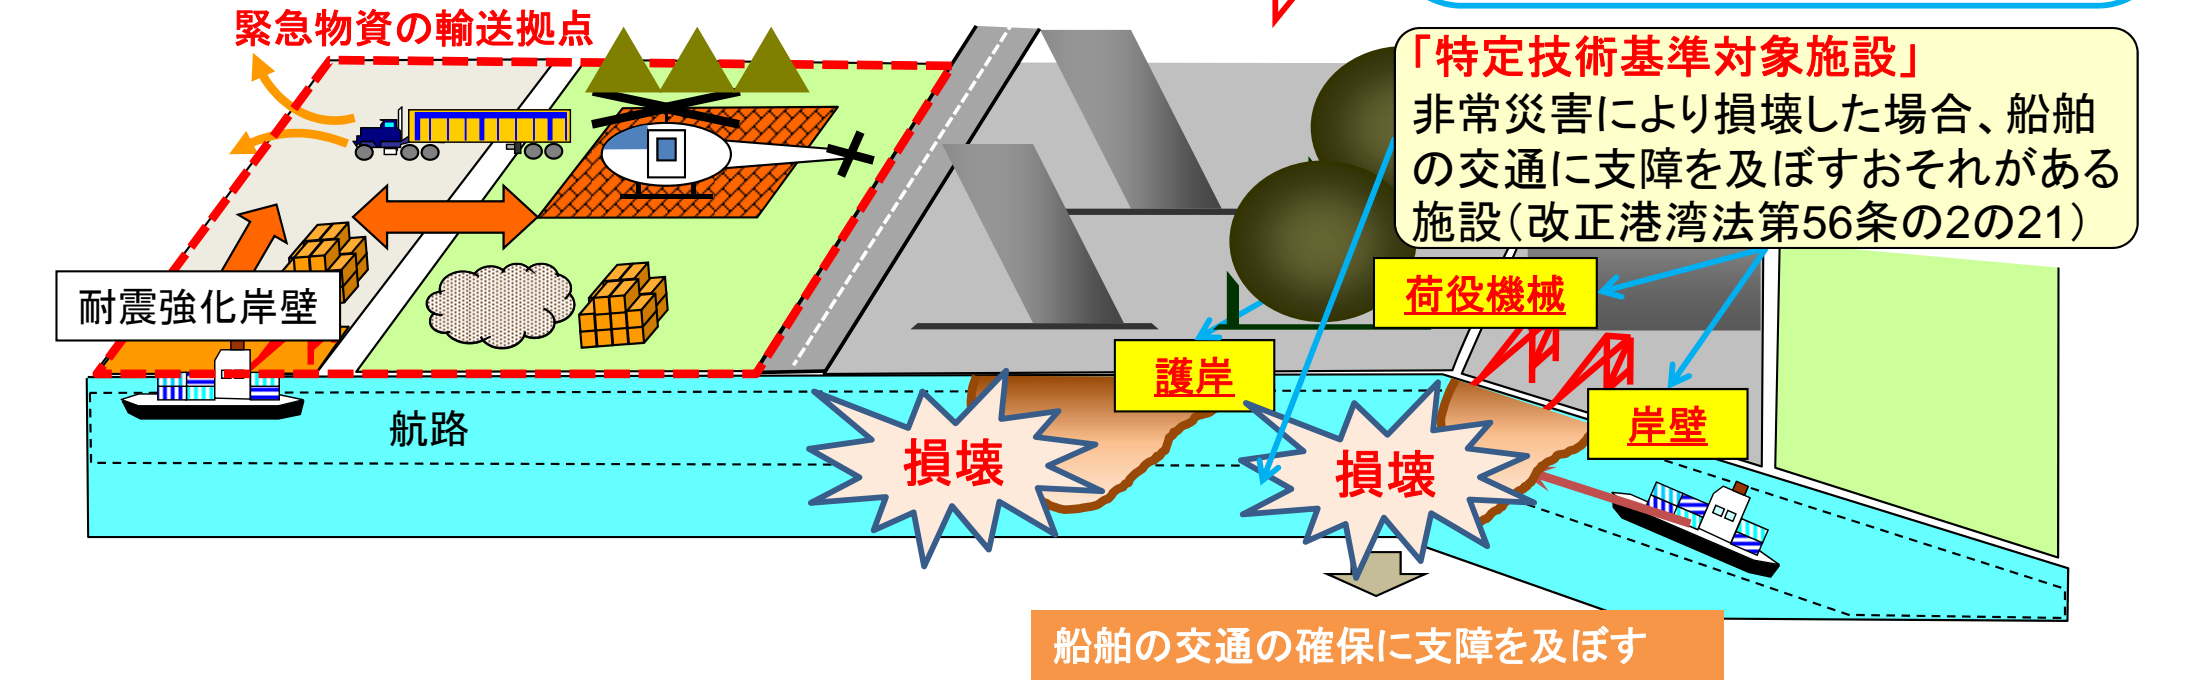 緊急物資の輸送拠点
「特定技術基準対象施設」
非常災害により損壊した場合、船舶
の交通に支障を及ぼすおそれがある
施設（改正港湾法第56条の2の21）
耐震強化岸壁
荷役機械
護岸
岸壁
航路
損壊
損壊
船舶の交通の確保に支障を及ぼす